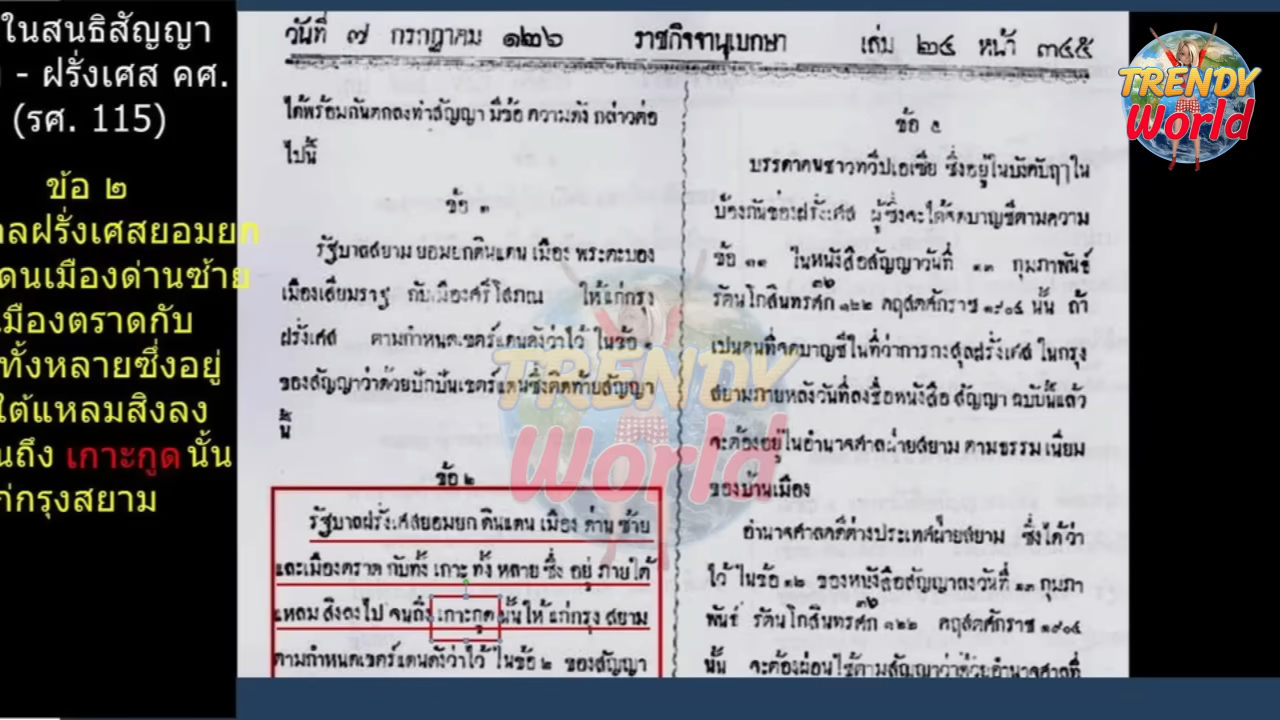 ในสนธิสัญญา
- ฝรั่งเศส คศ.
(รศ. 115)
ข้อ ๒
ลฝรั่งเศสยอมยก
ดนเมืองด่านซ้าย
มืองตราดกับ
ทั้งหลายซึ่งอยู่
ใต้แหลมสิงลง
นถึง เกาะกูด นั้น
ก่กรุงสยาม
วันที่ ๗ กรกฎาคม ๑๒๖ ราชกิจจานุเบกษา เล่ม ๒๔ หน้า ๓๔๕
ได้พร้อมกันตกลงทำสัญญา มีข้อ ความดัง กล่าวต่อ
ไปนี้
ข้อ ๑
รัฐบาลสยาม ยอมยกดินแดน เมือง พระตะบอง
เมืองเสียมราฐ กับเมืองศรีโสภณ ให้แก่กรุง
ฝรั่งเศส ตามกำหนดเขตร์แดนดังว่าไว้ ในข้อ ๑
ของสัญญาว่าด้วยปักปันเขตร์แดนซึ่งติดท้ายสัญญา
นี้
ข้อ ๒
รัฐบาลฝรั่งเศสยอมยก ดินแดน เมือง ด่าน ซ้าย
และเมืองตราด กับทั้ง เกาะ ทั้ง หลาย ซึ่ง อยู่ ภายใต้
แหลม สิงลงไป จนถึง เกาะกูด นั้นให้ แก่กรุง สยาม
ตามกำหนดเขตร์แดนดังว่าไว้ ในข้อ ๒ ของสัญญา
ข้อ ๕
บรรดาคนชาวทวีปเอเซีย ซึ่งอยู่ในบังคับฤๅใน
ป้องกันของฝรั่งเศส ผู้ซึ่งจะได้จดบาญชีตามความ
ข้อ ๑๑ ในหนังสือสัญญาวันที่ ๑๓ กุมภาพันธ์
รัตนโกสินทรศก ๓๖ ๑๒๒ คฤสตศักราช ๑๙๐๔ นั้น ถ้า
เปนคนที่จดบาญชีในที่ว่าการกงสุลฝรั่งเศส ในกรุง
สยามภายหลังวันที่ลงชื่อหนังสือ สัญญา ฉบับนี้แล้ว
จะต้องอยู่ในอำนาจศาลฝ่ายสยาม ตามธรรม เนียม
ของบ้านเมือง
อำนาจศาลคดีต่างประเทศฝ่ายสยาม ซึ่งได้ว่า
ไว้ ในข้อ ๑๒ ของหนังสือสัญญาลงวันที่ ๑๓ กุมภา
พันธ์ รัตนโกสินทรศก ๓๖ ๑๒๒ คฤสตศักราช ๑๙๐๔
นั้น จะต้องผ่อนใช้ตามสัญญาว่าด้วยอำนาจศาลที่
TRENDY
World
TRENDY
World